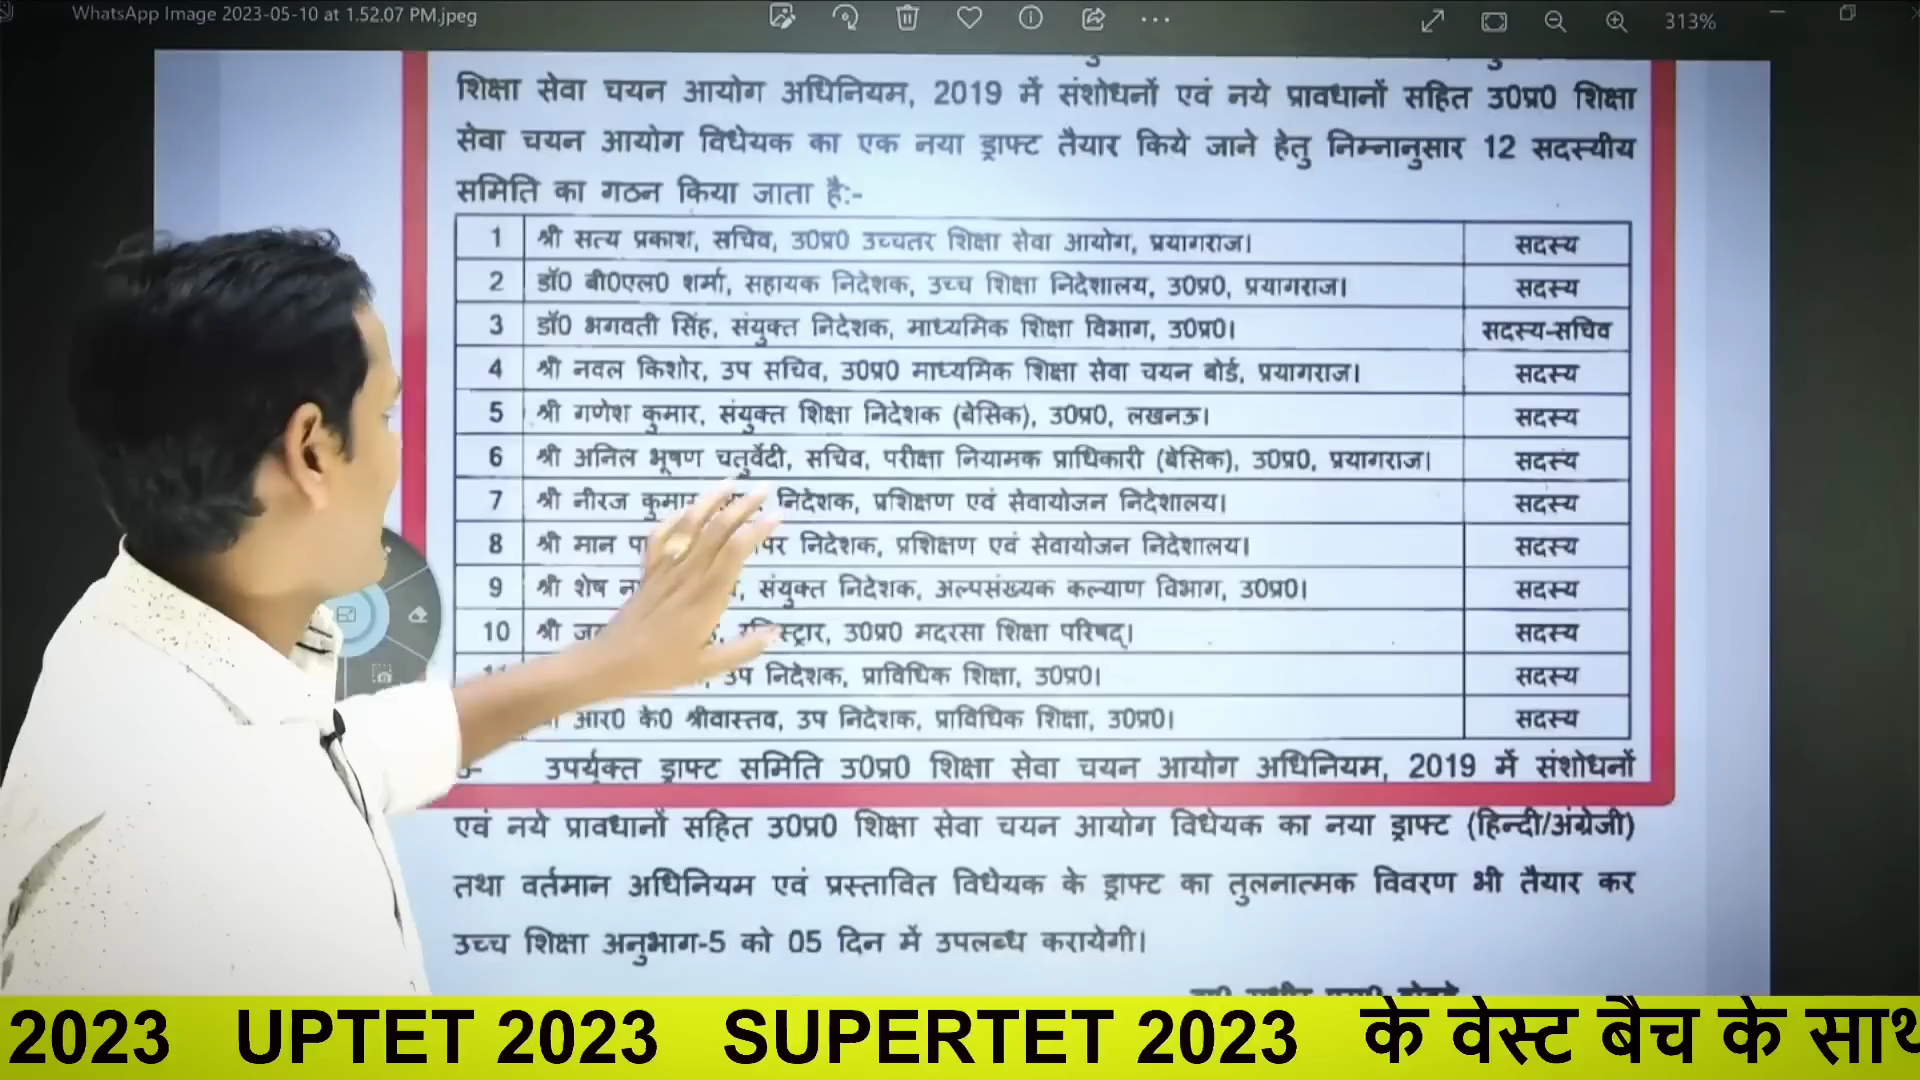 WhatsApp Image 2023-05-10 at 1.52.07 PM.jpeg
313%
शिक्षा सेवा चयन आयोग अधिनियम, 2019 में संशोधनों एवं नये प्रावधानों सहित उ0प्र0 शिक्षा
सेवा चयन आयोग विधेयक का एक नया ड्राफ्ट तैयार किये जाने हेतु निम्नानुसार 12 सदस्यीय
समिति का गठन किया जाता है:-
1 श्री सत्य प्रकाश, सचिव, उ0प्र0 उच्चतर शिक्षा सेवा आयोग, प्रयागराज। सदस्य
2 डॉ0 बी0एल0 शर्मा, सहायक निदेशक, उच्च शिक्षा निदेशालय, उ0प्र0, प्रयागराज। सदस्य
3 डॉ0 भगवती सिंह, संयुक्त निदेशक, माध्यमिक शिक्षा विभाग, उ0प्र0। सदस्य-सचिव
4 श्री नवल किशोर, उप सचिव, उ0प्र0 माध्यमिक शिक्षा सेवा चयन बोर्ड, प्रयागराज। सदस्य
5 श्री गणेश कुमार, संयुक्त शिक्षा निदेशक (बेसिक), उ0प्र0, लखनऊ। सदस्य
6 श्री अनिल भूषण चतुर्वेदी, सचिव, परीक्षा नियामक प्राधिकारी (बेसिक), उ0प्र0, प्रयागराज। सदस्य
7 श्री नीरज कुमार निदेशक, प्रशिक्षण एवं सेवायोजन निदेशालय। सदस्य
8 श्री मान निदेशक, प्रशिक्षण एवं सेवायोजन निदेशालय। सदस्य
9 श्री शेष संयुक्त निदेशक, अल्पसंख्यक कल्याण विभाग, उ0प्र0। सदस्य
10 श्री रजिस्ट्रार, उ0प्र0 मदरसा शिक्षा परिषद्। सदस्य
उप निदेशक, प्राविधिक शिक्षा, उ0प्र0। सदस्य
आर0 के0 श्रीवास्तव, उप निदेशक, प्राविधिक शिक्षा, उ0प्र0। सदस्य
उपर्युक्त ड्राफ्ट समिति उ0प्र0 शिक्षा सेवा चयन आयोग अधिनियम, 2019 में संशोधनों
एवं नये प्रावधानों सहित उ0प्र0 शिक्षा सेवा चयन आयोग विधेयक का नया ड्राफ्ट (हिन्दी/अंग्रेजी)
तथा वर्तमान अधिनियम एवं प्रस्तावित विधेयक के ड्राफ्ट का तुलनात्मक विवरण भी तैयार कर
उच्च शिक्षा अनुभाग-5 को 05 दिन में उपलब्ध करायेगी।
2023 UPTET 2023 SUPERTET 2023 के वेस्ट बैच के साथ